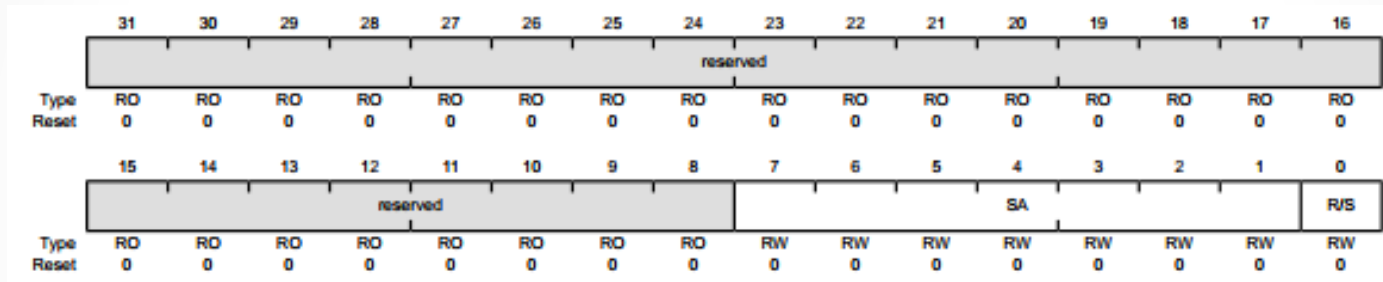 31 30 29 28 27 26 25 24 23 22 21 20 19 18 17 16
reserved
Type RO RO RO RO RO RO RO RO RO RO RO RO RO RO RO RO
Reset 0 0 0 0 0 0 0 0 0 0 0 0 0 0 0 0
15 14 13 12 11 10 9 8 7 6 5 4 3 2 1 0
reserved SA R/S
Type RO RO RO RO RO RO RO RO RW RW RW RW RW RW RW RW
Reset 0 0 0 0 0 0 0 0 0 0 0 0 0 0 0 0